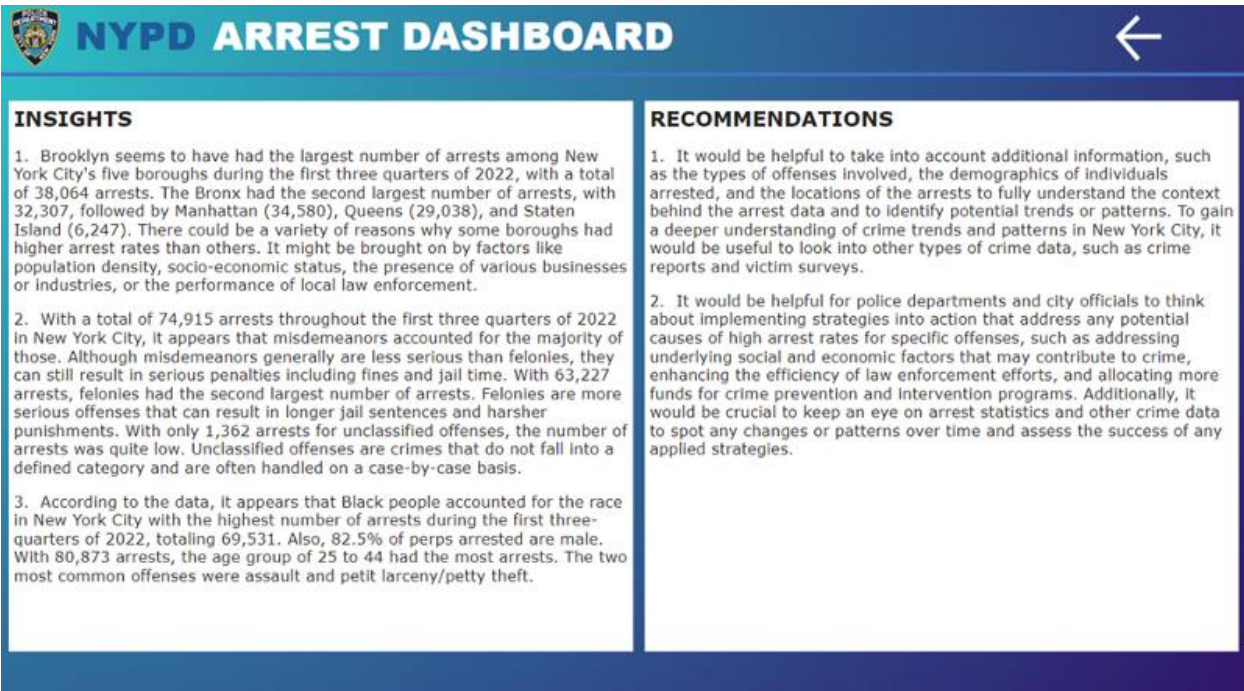 NYPD ARREST DASHBOARD
INSIGHTS
1. Brooklyn seems to have had the largest number of arrests among New
York City's five boroughs during the first three quarters of 2022, with a total
of 38,064 arrests. The Bronx had the second largest number of arrests, with
32,307, followed by Manhattan (34,580), Queens (29,038), and Staten
Island (6,247). There could be a variety of reasons why some boroughs had
higher arrest rates than others. It might be brought on by factors like
population density, socio-economic status, the presence of various businesses
or industries, or the performance of local law enforcement.
2. With a total of 74,915 arrests throughout the first three quarters of 2022
in New York City, it appears that misdemeanors accounted for the majority of
those. Although misdemeanors generally are less serious than felonies, they
can still result in serious penalties including fines and jail time. With 63,227
arrests, felonies had the second largest number of arrests. Felonies are more
serious offenses that can result in longer jail sentences and harsher
punishments. With only 1,362 arrests for unclassified offenses, the number of
arrests was quite low. Unclassified offenses are crimes that do not fall into a
defined category and are often handled on a case-by-case basis.
3. According to the data, it appears that Black people accounted for the race
in New York City with the highest number of arrests during the first three-
quarters of 2022, totaling 69,531. Also, 82.5% of perps arrested are male.
With 80,873 arrests, the age group of 25 to 44 had the most arrests. The two
most common offenses were assault and petit larceny/petty theft.
RECOMMENDATIONS
1. It would be helpful to take into account additional information, such
as the types of offenses involved, the demographics of individuals
arrested, and the locations of the arrests to fully understand the context
behind the arrest data and to identify potential trends or patterns. To gain
a deeper understanding of crime trends and patterns in New York City, it
would be useful to look into other types of crime data, such as crime
reports and victim surveys.
2. It would be helpful for police departments and city officials to think
about implementing strategies into action that address any potential
causes of high arrest rates for specific offenses, such as addressing
underlying social and economic factors that may contribute to crime,
enhancing the efficiency of law enforcement efforts, and allocating more
funds for crime prevention and intervention programs. Additionally, it
would be crucial to keep an eye on arrest statistics and other crime data
to spot any changes or patterns over time and assess the success of any
applied strategies.